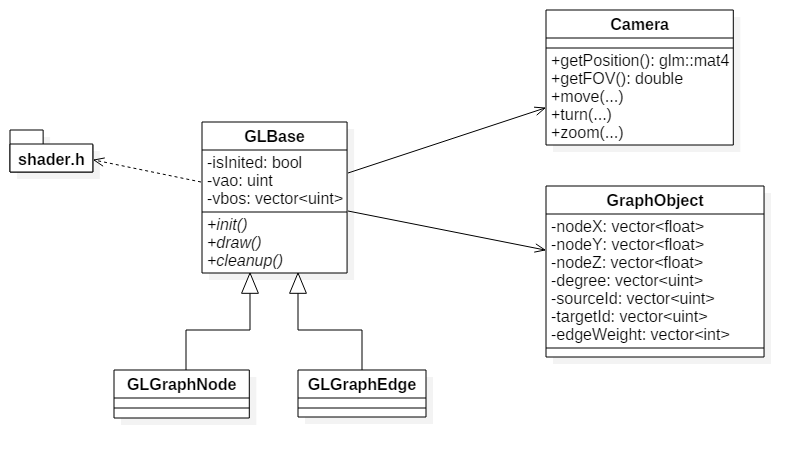 Camera
+getPosition(): glm::mat4
+getFOV(): double
+move(...)
+turn(...)
+zoom(...)
shader.h
GLBase
-isInited: bool
-vao: uint
-vbos: vector<uint>
+init()
+draw()
+cleanup()
GraphObject
-nodeX: vector<float>
-nodeY: vector<float>
-nodeZ: vector<float>
-degree: vector<uint>
-sourceId: vector<uint>
-targetId: vector<uint>
-edgeWeight: vector<int>
GLGraphNode
GLGraphEdge